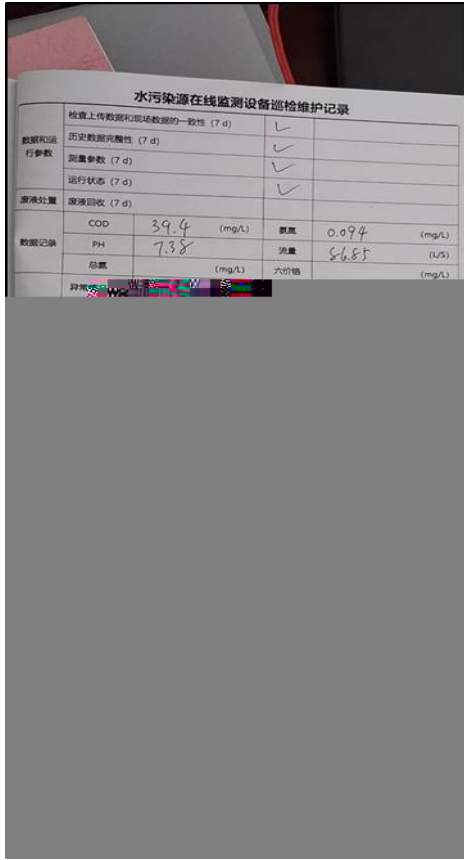 水污染源在线监测设备巡检维护记录
数据和运行参数
检查上传数据和现场数据的一致性 (7 d) ✓
历史数据完整性 (7 d) ✓
测量参数 (7 d) ✓
运行状态 (7 d) ✓
废液处置 废液回收 (7 d)
数据记录
COD 39.4 (mg/L) 氨氮 0.094 (mg/L)
PH 7.38 流量 86.85 (L/S)
总氮 (mg/L) 六价铬 (mg/L)
异常